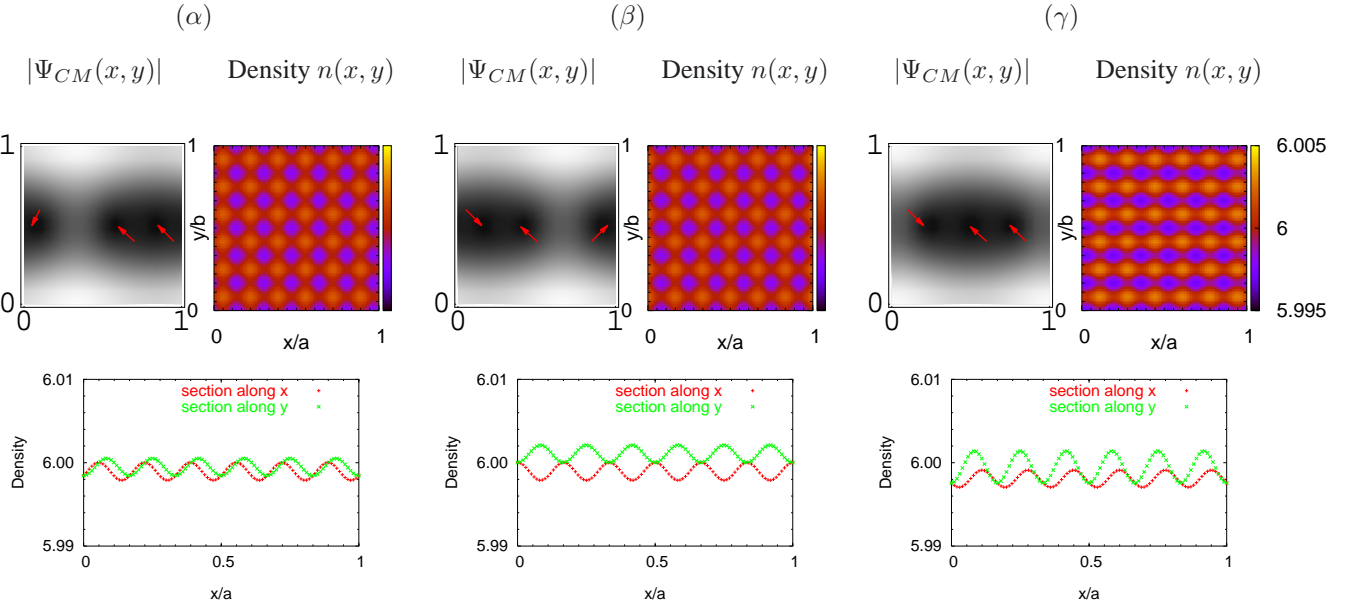 (α) (β) (γ)
|Ψ_CM(x, y)| Density n(x, y) |Ψ_CM(x, y)| Density n(x, y) |Ψ_CM(x, y)| Density n(x, y)
1 1 1 1 1 1 6.005
y/b y/b y/b 6
0 0 0 0 0 0 5.995
0 1 0 1 0 1 0 1 0 1 0 1
x/a x/a x/a
6.01 6.01 6.01
section along x section along x section along x
section along y section along y section along y
Density 6.00 Density 6.00 Density 6.00
5.99 5.99 5.99
0 0.5 1 0 0.5 1 0 0.5 1
x/a x/a x/a